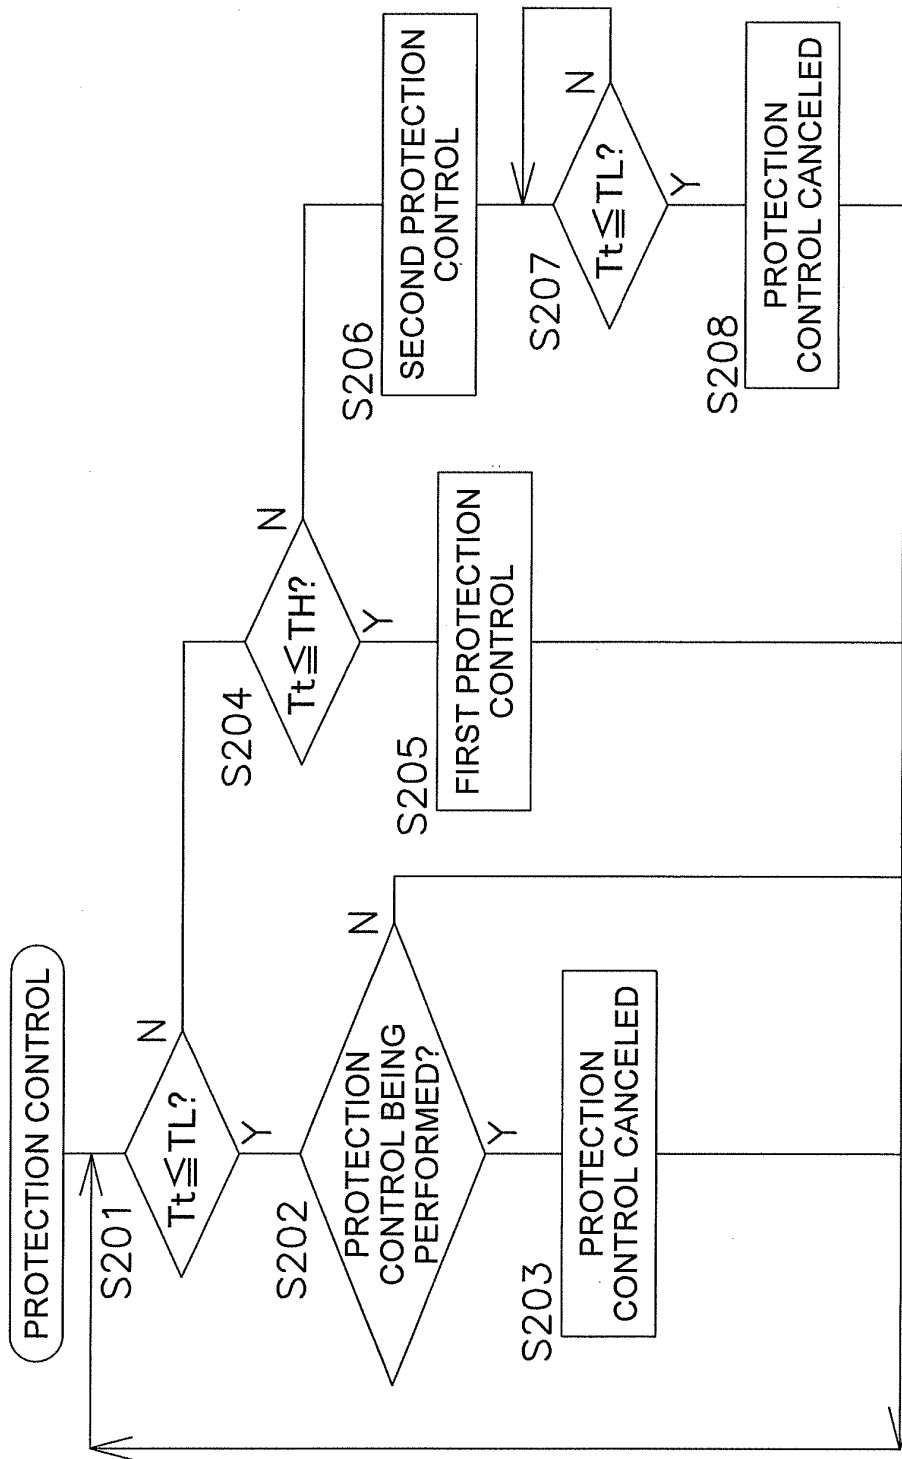 PROTECTION CONTROL
S201
Tt≦TL?
N
Y
S202
PROTECTION
CONTROL BEING
PERFORMED?
N
Y
S203
PROTECTION
CONTROL CANCELED
S204
Tt≦TH?
N
Y
S205
FIRST PROTECTION
CONTROL
S206
SECOND PROTECTION
CONTROL
S207
Tt≦TL?
N
Y
S208
PROTECTION
CONTROL CANCELED